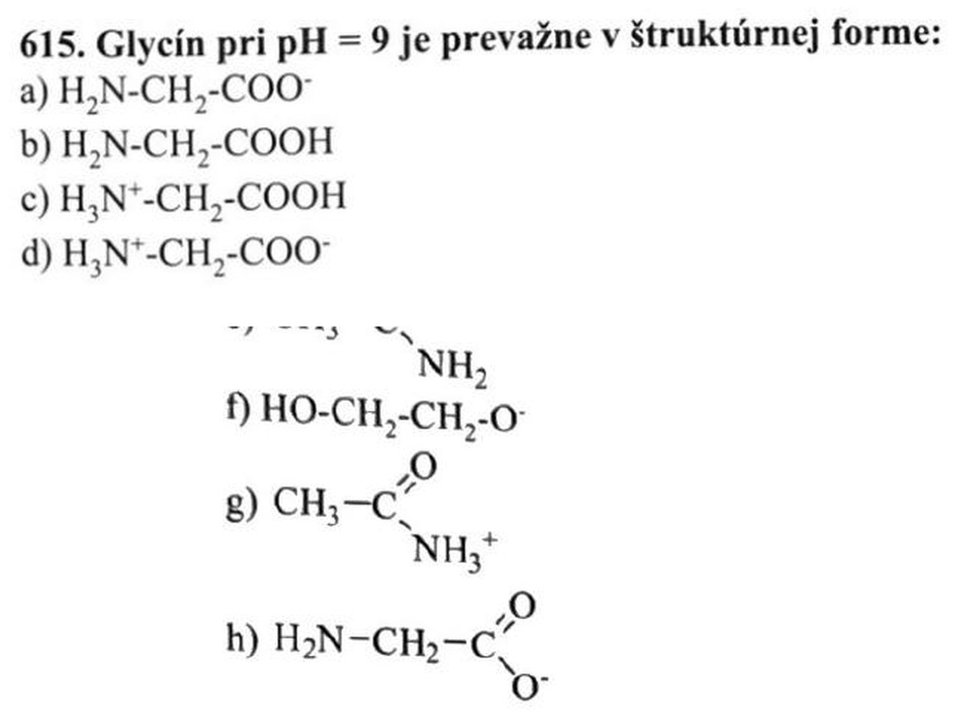 615. Glycín pri pH = 9 je prevažne v štruktúrnej forme:
a) H₂N-CH₂-COO⁻
b) H₂N-CH₂-COOH
c) H₃N⁺-CH₂-COOH
d) H₃N⁺-CH₂-COO⁻
NH₂
f) HO-CH₂-CH₂-O⁻
O
g) CH₃-C
NH₃⁺
O
h) H₂N-CH₂-C
O⁻